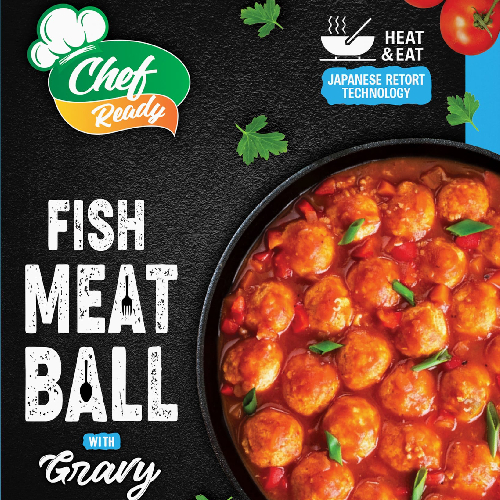 Chef
Ready
HEAT
& EAT
JAPANESE RETORT
TECHNOLOGY
FISH
MEAT
BALL
WITH
Gravy